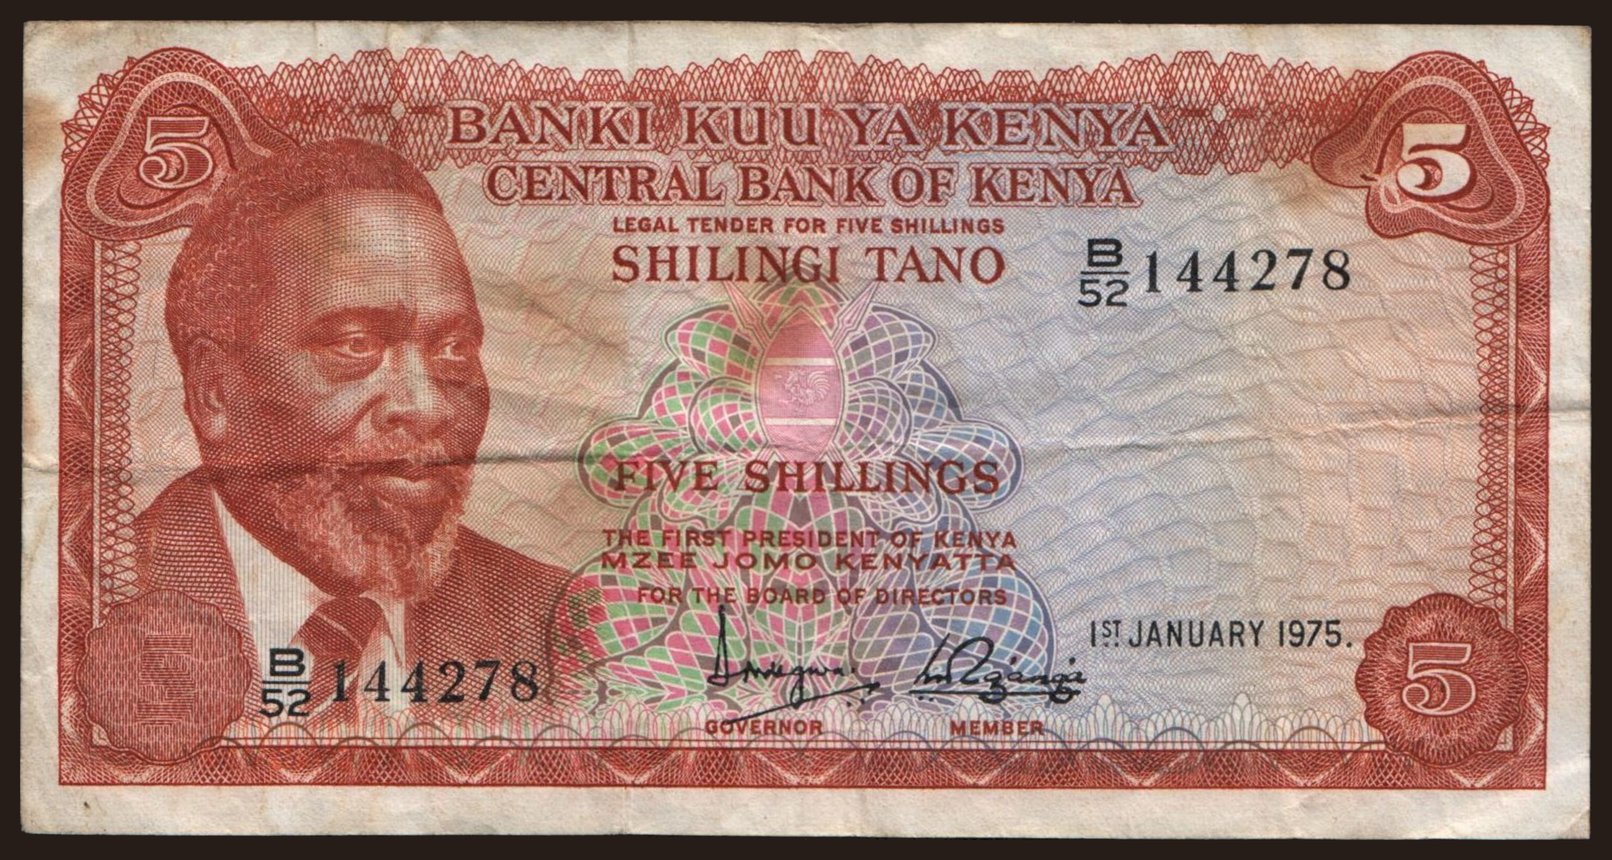 5
5
BANKI KUU YA KENYA
CENTRAL BANK OF KENYA
LEGAL TENDER FOR FIVE SHILLINGS
SHILINGI TANO
B/52 144278
FIVE SHILLINGS
THE FIRST PRESIDENT OF KENYA
MZEE JOMO KENYATTA
FOR THE BOARD OF DIRECTORS
1ST JANUARY 1975.
B/52 144278
GOVERNOR
MEMBER
5
5